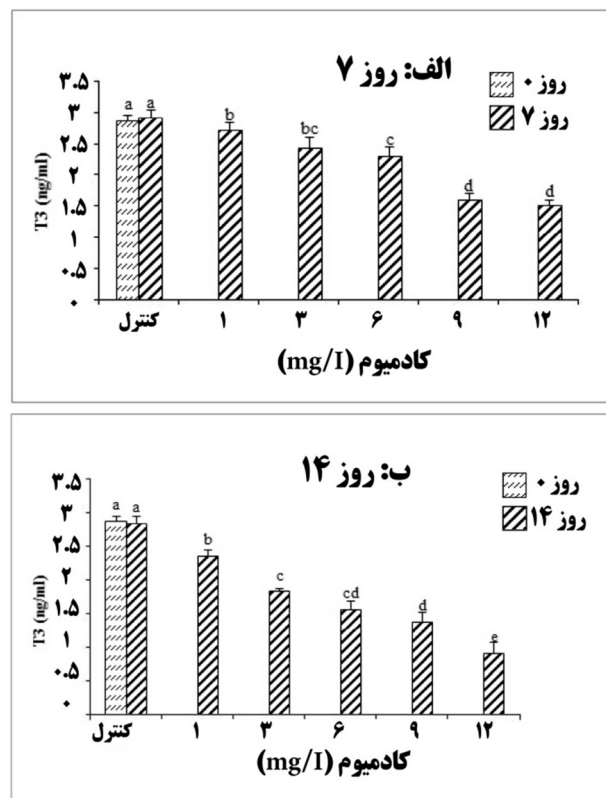 الف: روز ۷
روز ۰
روز ۷
T3 (ng/ml)
۳.۵
۳
۲.۵
۲
۱.۵
۱
۰.۵
۰
a a b bc c d d
کنترل ۱ ۳ ۶ ۹ ۱۲
کادمیوم (mg/I)
ب: روز ۱۴
روز ۰
روز ۱۴
T3 (ng/ml)
۳.۵
۳
۲.۵
۲
۱.۵
۱
۰.۵
۰
a a b c cd d e
کنترل ۱ ۳ ۶ ۹ ۱۲
کادمیوم (mg/I)